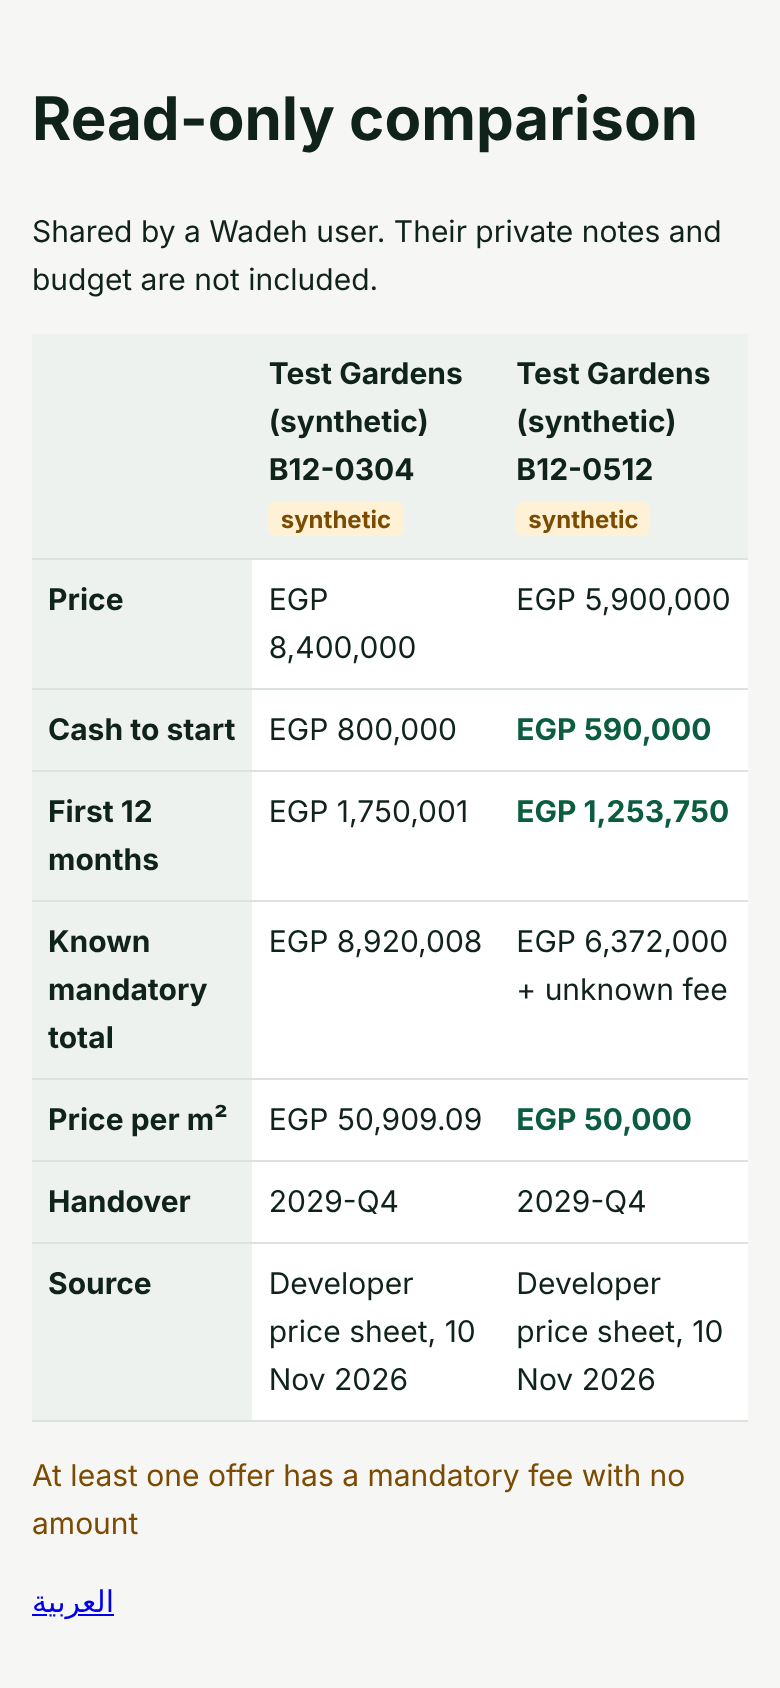 Read-only comparison
Shared by a Wadeh user. Their private notes and
budget are not included.
Test Gardens
(synthetic)
B12-0304
synthetic
Test Gardens
(synthetic)
B12-0512
synthetic
Price
EGP
8,400,000
EGP 5,900,000
Cash to start
EGP 800,000
EGP 590,000
First 12
months
EGP 1,750,001
EGP 1,253,750
Known
mandatory
total
EGP 8,920,008
EGP 6,372,000
+ unknown fee
Price per m²
EGP 50,909.09
EGP 50,000
Handover
2029-Q4
2029-Q4
Source
Developer
price sheet, 10
Nov 2026
Developer
price sheet, 10
Nov 2026
At least one offer has a mandatory fee with no
amount
العربية